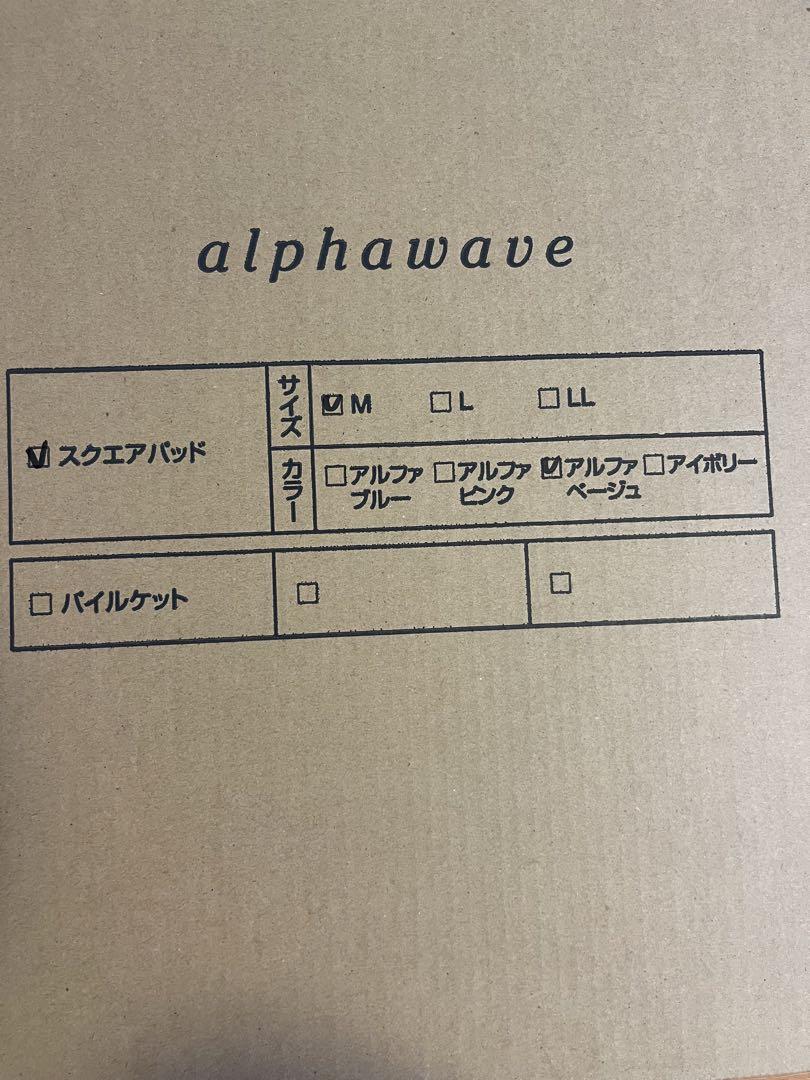 alphawave
☑ スクエアパッド
サイズ
☑ M ☐ L ☐ LL
カラー
☐ アルファ ☐ アルファ ☑ アルファ ☐ アイボリー
ブルー ピンク ベージュ
☐ パイルケット ☐ ☐